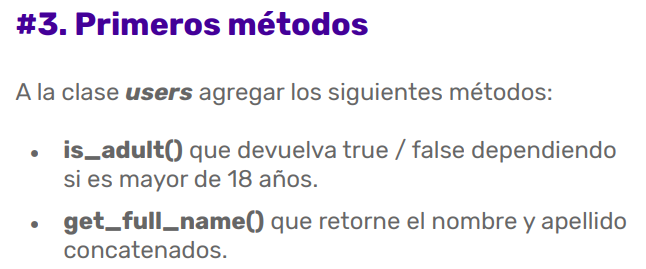 #3. Primeros métodos
A la clase users agregar los siguientes métodos:
• is_adult() que devuelva true / false dependiendo
si es mayor de 18 años.
• get_full_name() que retorne el nombre y apellido
concatenados.